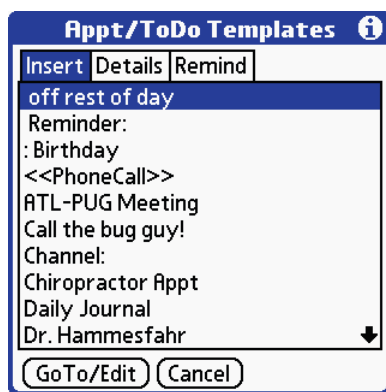 Appt/ToDo Templates i
Insert Details Remind
off rest of day
Reminder:
: Birthday
<<PhoneCall>>
ATL-PUG Meeting
Call the bug guy!
Channel:
Chiropractor Appt
Daily Journal
Dr. Hammesfahr
GoTo/Edit Cancel